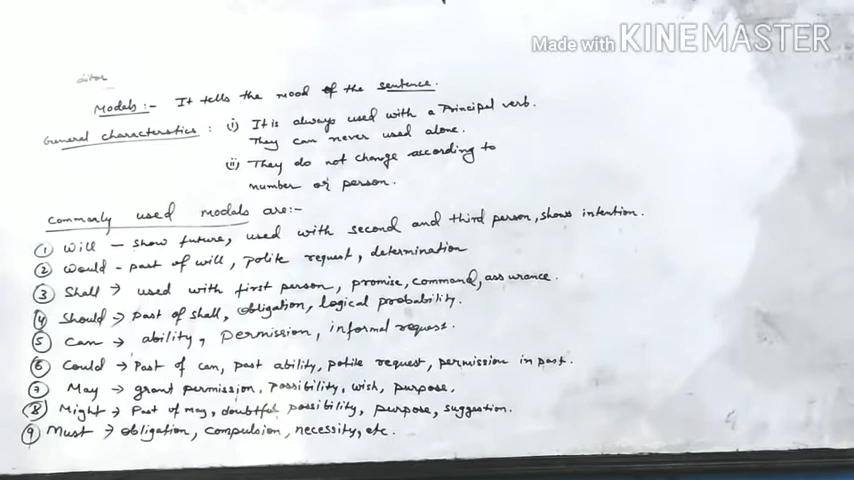 Made with KINEMASTER
Modals:- It tells the mood of the sentence.
General characterstics : (i) It is always used with a Principal verb.
They can never used alone.
(ii) They do not change according to
number or person.
Commonly used modals are:-
1 Will - show future, used with second and third person, shows intention.
2 Would - past of will, polite request, determination
3 Shall → used with first person, promise, command, assurance.
4 Should → past of shall, obligation, logical probability.
5 Can → ability, permission, informal request.
6 Could → Past of can, past ability, polite request, permission in past.
7 May → grant permission, possibility, wish, purpose.
8 Might → Past of may, doubtful possibility, purpose, suggestion.
9 Must → obligation, compulsion, necessity, etc.